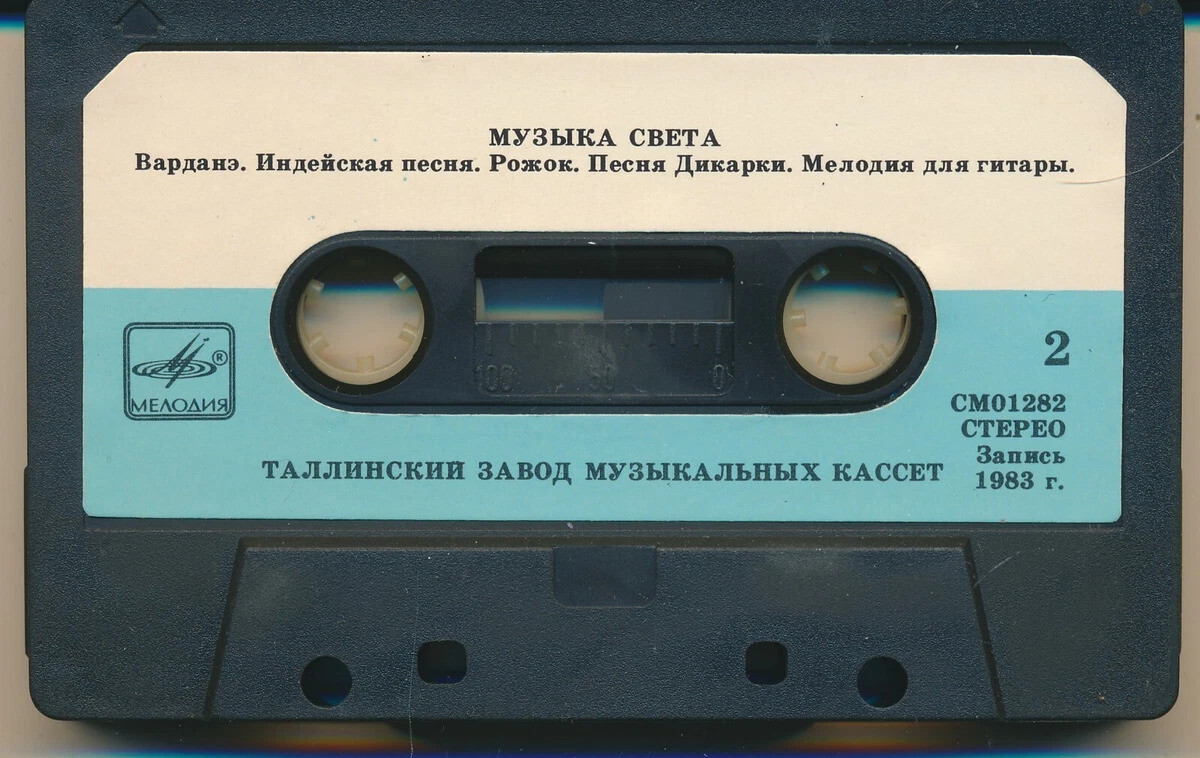 МУЗЫКА СВЕТА
Варданэ. Индейская песня. Рожок. Песня Дикарки. Мелодия для гитары.
100 50 0
® 
МЕЛОДИЯ
2
СМ01282
СТЕРЕО
Запись
1983 г.
ТАЛЛИНСКИЙ ЗАВОД МУЗЫКАЛЬНЫХ КАССЕТ